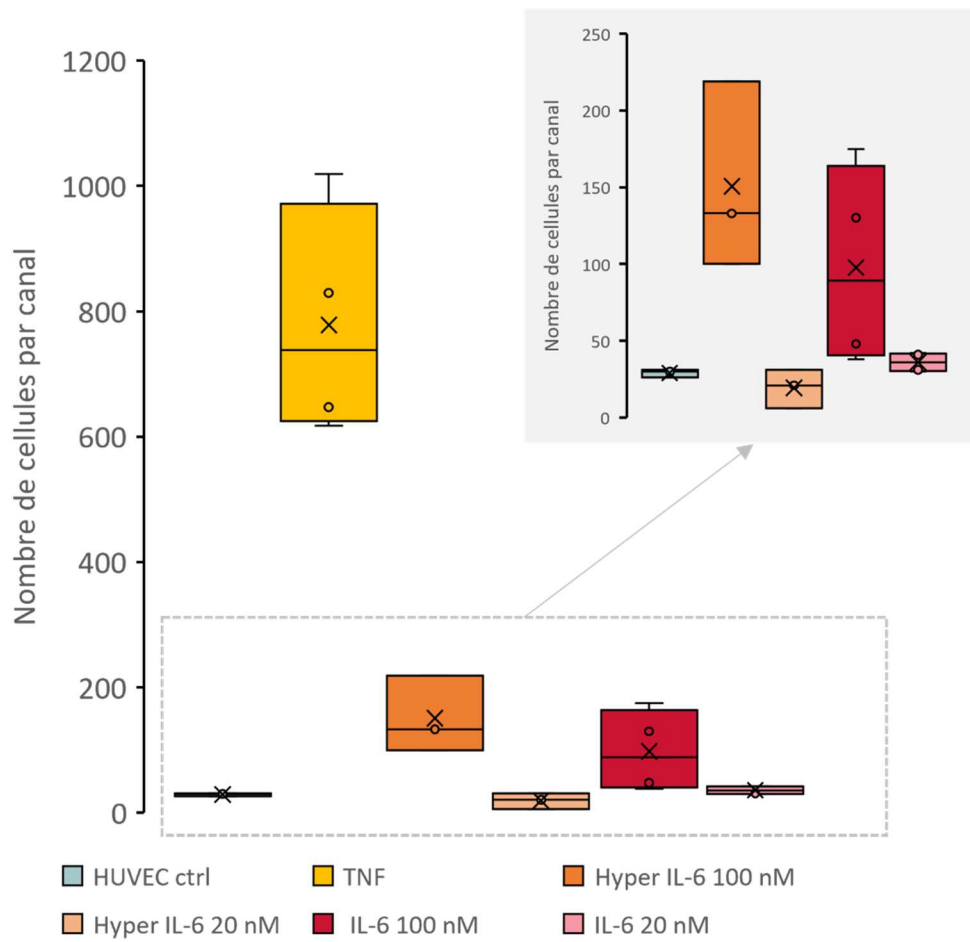 Nombre de cellules par canal
1200
1000
800
600
400
200
0
Nombre de cellules par canal
250
200
150
100
50
0
HUVEC ctrl
TNF
Hyper IL-6 100 nM
Hyper IL-6 20 nM
IL-6 100 nM
IL-6 20 nM